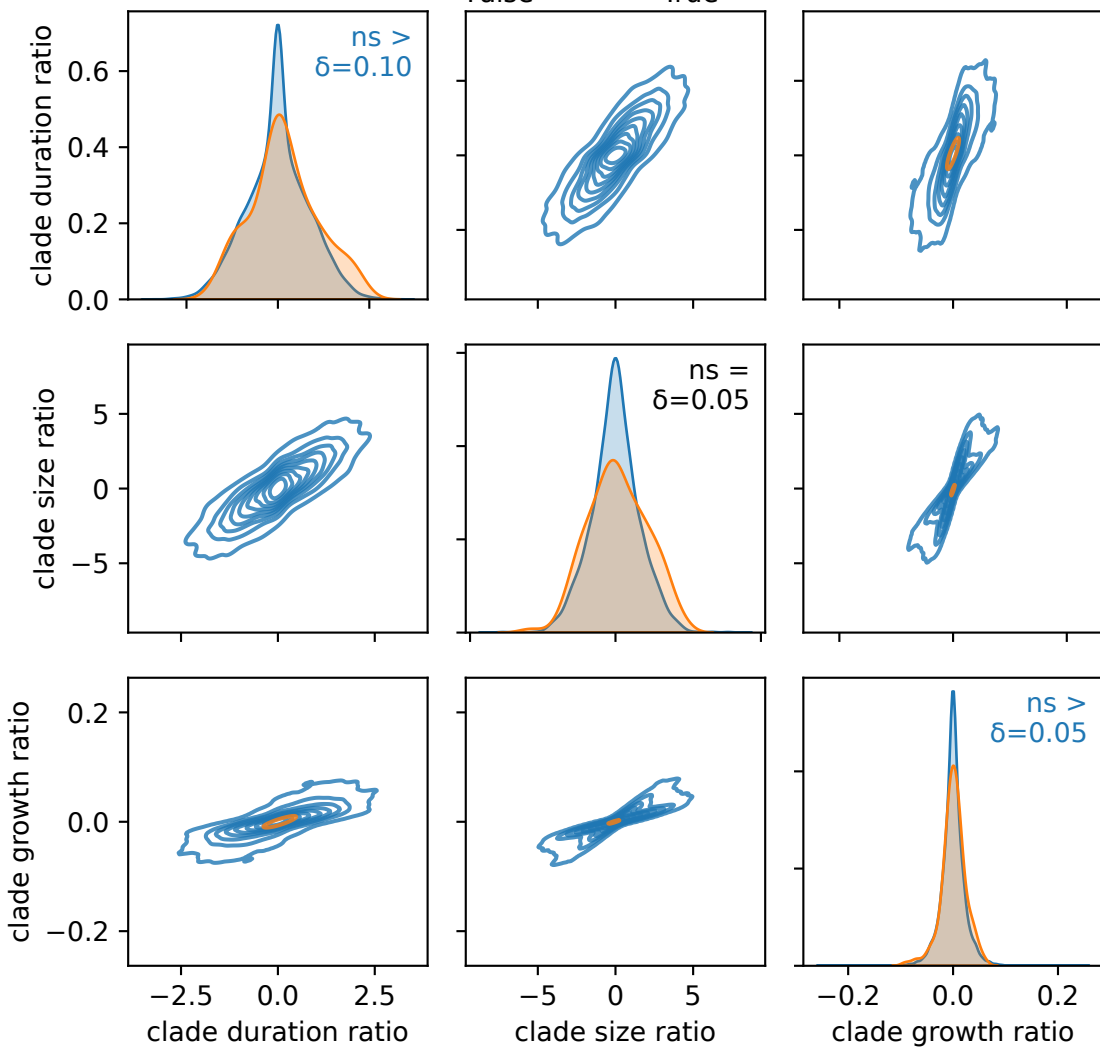 clade duration ratio
0.6
0.4
0.2
0.0
ns >
δ=0.10
clade size ratio
5
0
−5
ns =
δ=0.05
clade growth ratio
0.2
0.0
−0.2
ns >
δ=0.05
−2.5 0.0 2.5
−5 0 5
−0.2 0.0 0.2
clade duration ratio
clade size ratio
clade growth ratio